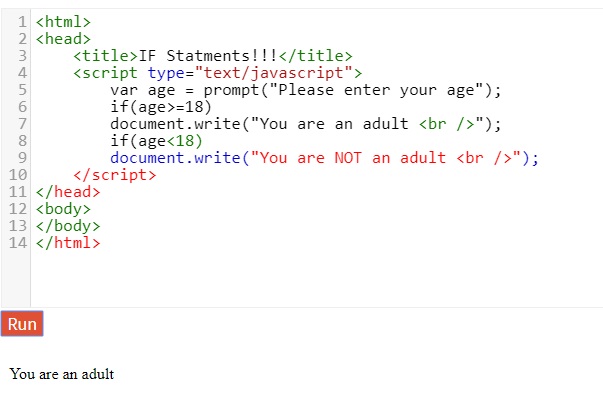 1 <html>
2 <head>
3     <title>IF Statments!!!</title>
4     <script type="text/javascript">
5         var age = prompt("Please enter your age");
6         if(age>=18)
7         document.write("You are an adult <br />");
8         if(age<18)
9         document.write("You are NOT an adult <br />");
10     </script>
11 </head>
12 <body>
13 </body>
14 </html>
Run
You are an adult